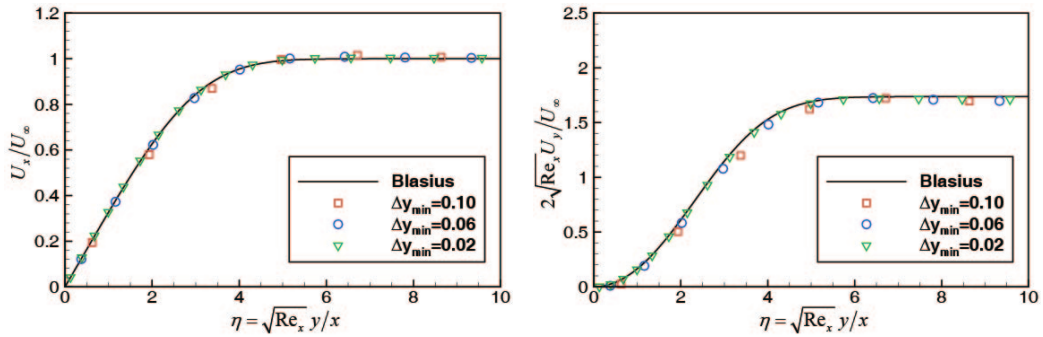 1.2
1
0.8
0.6
0.4
0.2
0
0 2 4 6 8 10
U_x/U_∞
η = √Re_x y/x
Blasius
Δy_min=0.10
Δy_min=0.06
Δy_min=0.02
2.5
2
1.5
1
0.5
0
0 2 4 6 8 10
2√Re_x U_y/U_∞
η = √Re_x y/x
Blasius
Δy_min=0.10
Δy_min=0.06
Δy_min=0.02